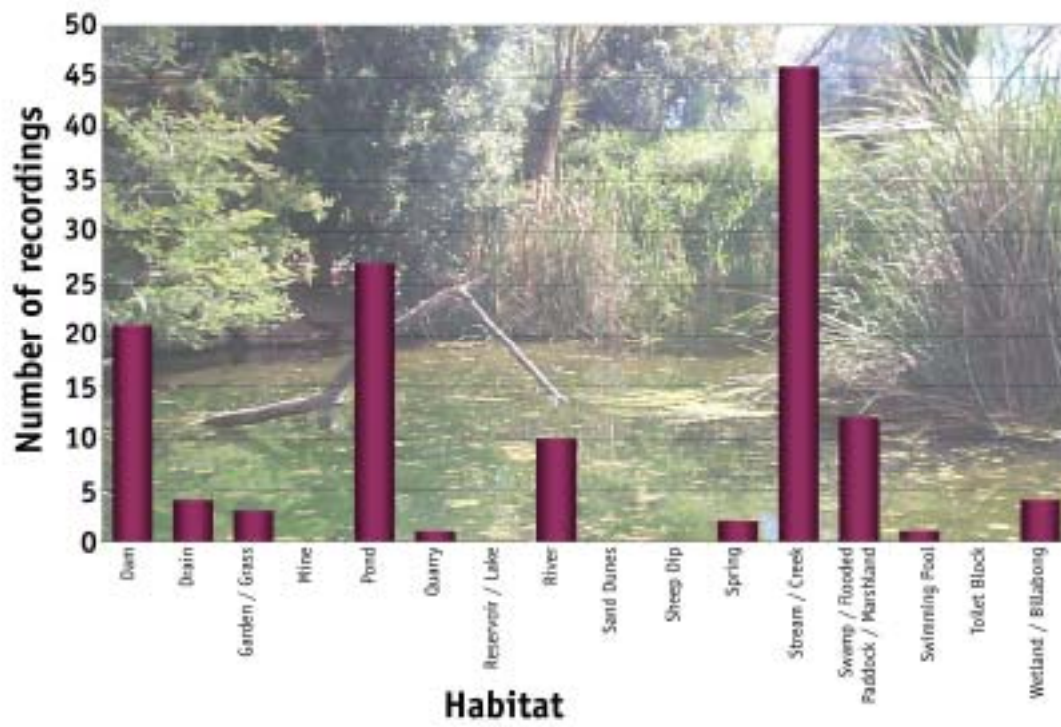 50
45
40
35
30
25
20
15
10
5
0
Number of recordings
Dam
Drain
Garden / Grass
Mine
Pond
Quarry
Reservoir / Lake
River
Sand Dunes
Sheep Dip
Spring
Stream / Creek
Swamp / Flooded
Paddock / Marshland
Swimming Pool
Toilet Block
Wetland / Billabong
Habitat